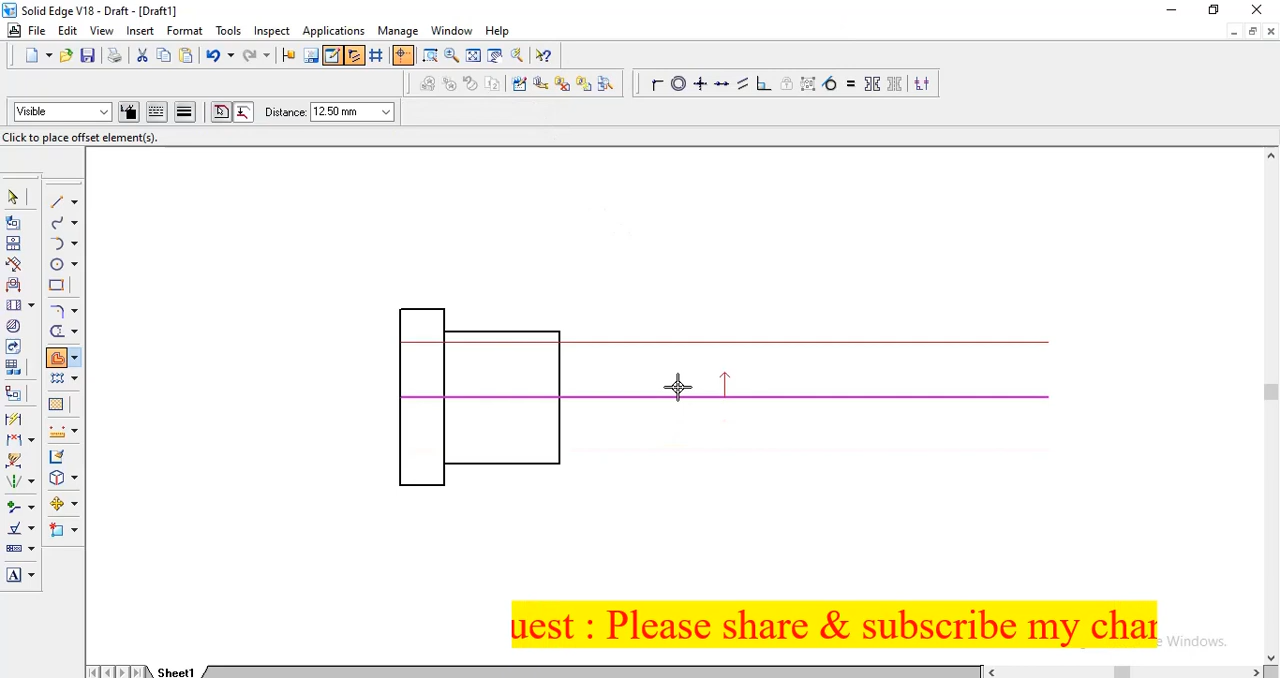 Solid Edge V18 - Draft - [Draft1]
File Edit View Insert Format Tools Inspect Applications Manage Window Help
Visible Distance: 12.50 mm
Click to place offset element(s).
A
uest : Please share & subscribe my char
e Windows.
Sheet1